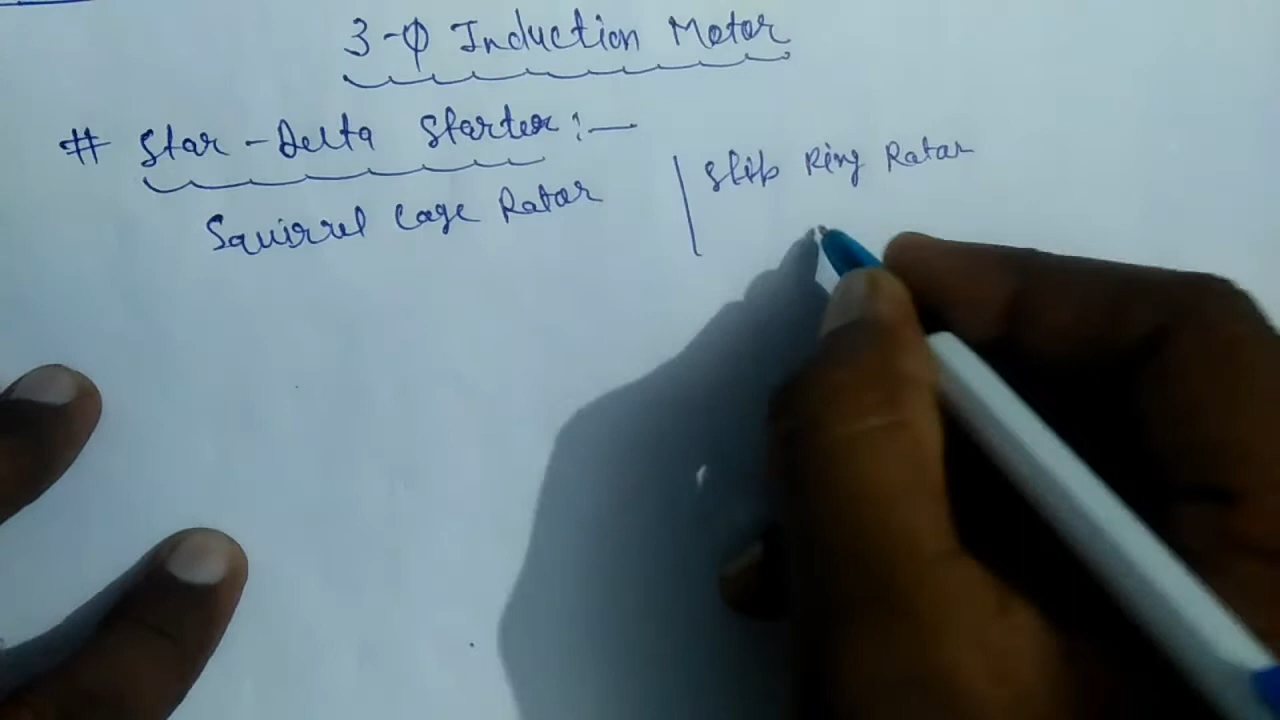 3-Φ Induction Motor
# Star-Delta Starter:—
Squirrel Cage Rotor | Slip Ring Rotor